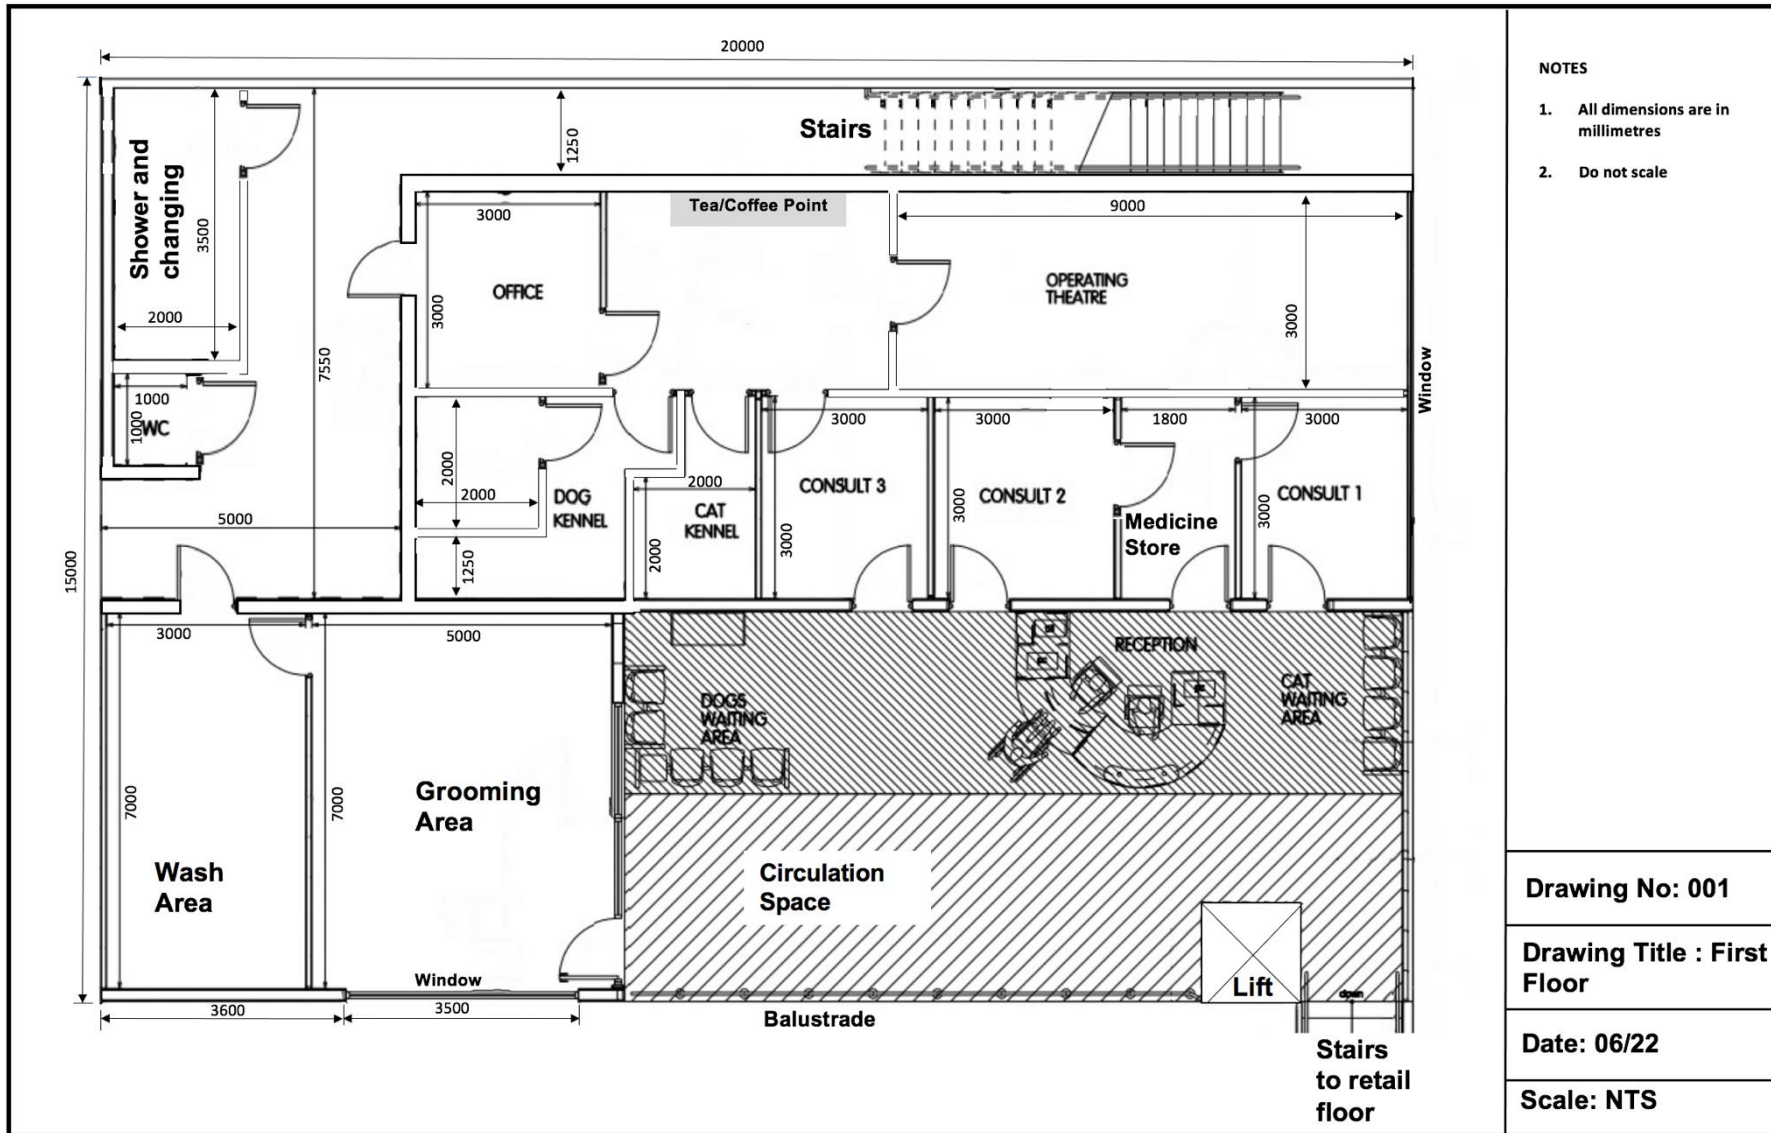 20000
15000
Shower and
changing
3500
2000
1000
1000
WC
7550
5000
1250
Stairs
3000
3000
OFFICE
Tea/Coffee Point
9000
OPERATING
THEATRE
3000
Window
2000
2000
1250
DOG
KENNEL
2000
CAT
KENNEL
2000
3000
CONSULT 3
3000
3000
CONSULT 2
3000
1800
Medicine
Store
3000
CONSULT 1
3000
3000
5000
7000
7000
Wash
Area
Grooming
Area
Window
3600
3500
DOGS
WAITING
AREA
RECEPTION
CAT
WAITING
AREA
Circulation
Space
Lift
down
Balustrade
Stairs
to retail
floor
NOTES
1. All dimensions are in
millimetres
2. Do not scale
Drawing No: 001
Drawing Title : First
Floor
Date: 06/22
Scale: NTS